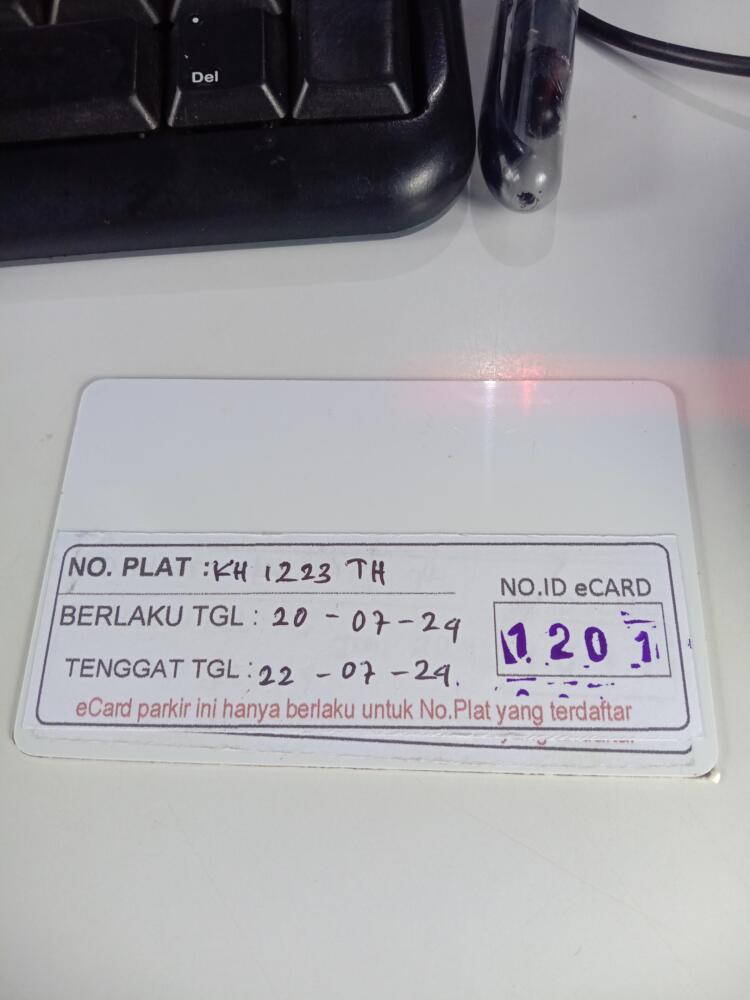 Del
NO. PLAT : KH 1223 TH
BERLAKU TGL : 20 - 07 - 24
TENGGAT TGL : 22 - 07 - 24.
NO.ID eCARD
1201
eCard parkir ini hanya berlaku untuk No.Plat yang terdaftar